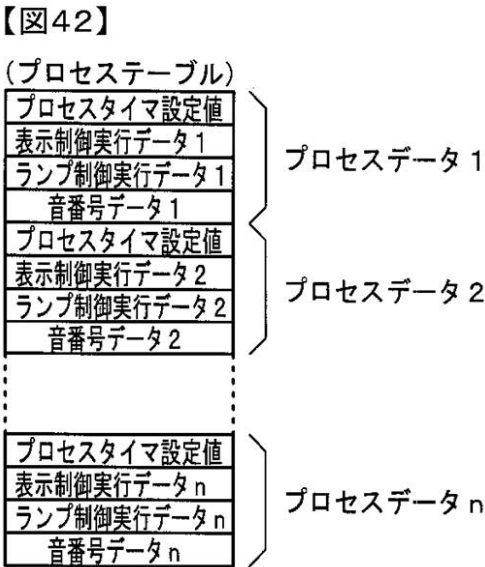 【図42】
(プロセステーブル)
プロセスタイマ設定値
表示制御実行データ1
ランプ制御実行データ1
音番号データ1
プロセスデータ1
プロセスタイマ設定値
表示制御実行データ2
ランプ制御実行データ2
音番号データ2
プロセスデータ2
プロセスタイマ設定値
表示制御実行データn
ランプ制御実行データn
音番号データn
プロセスデータn